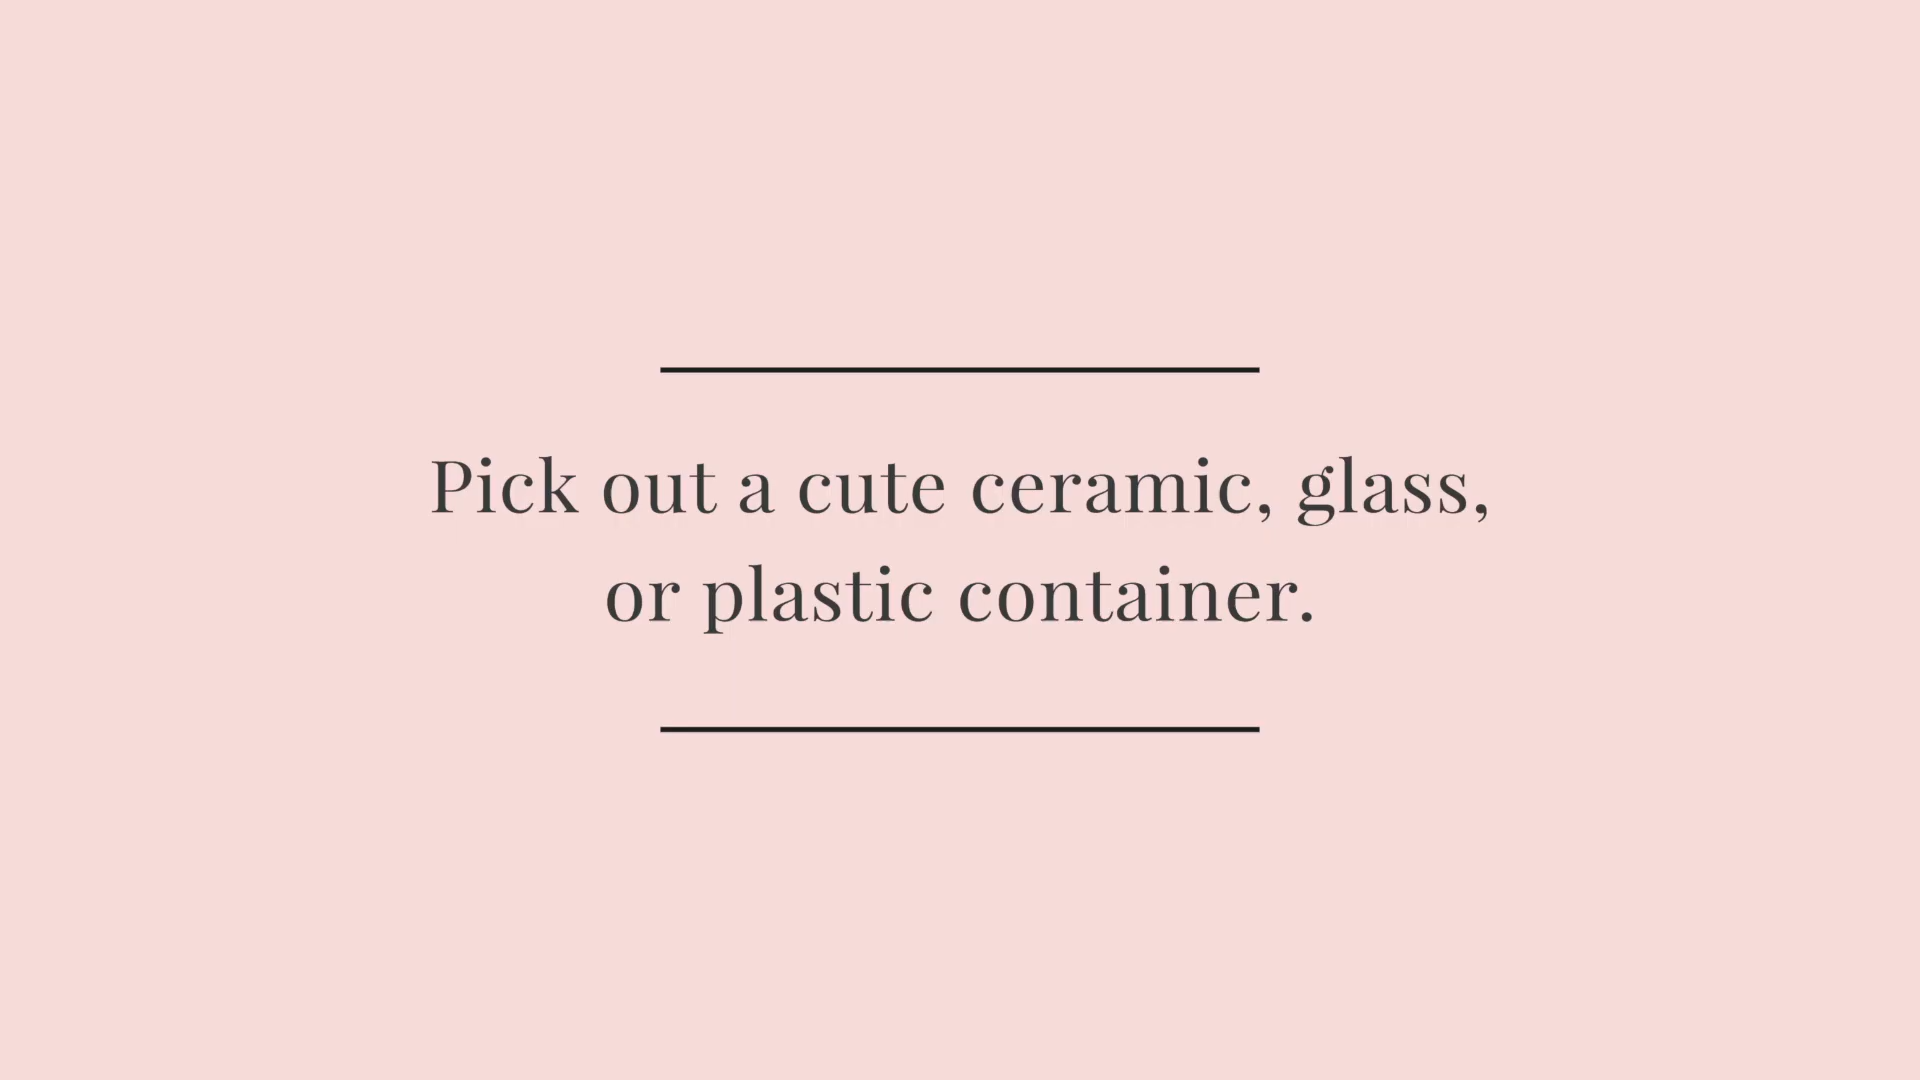 Pick out a cute ceramic, glass,
or plastic container.